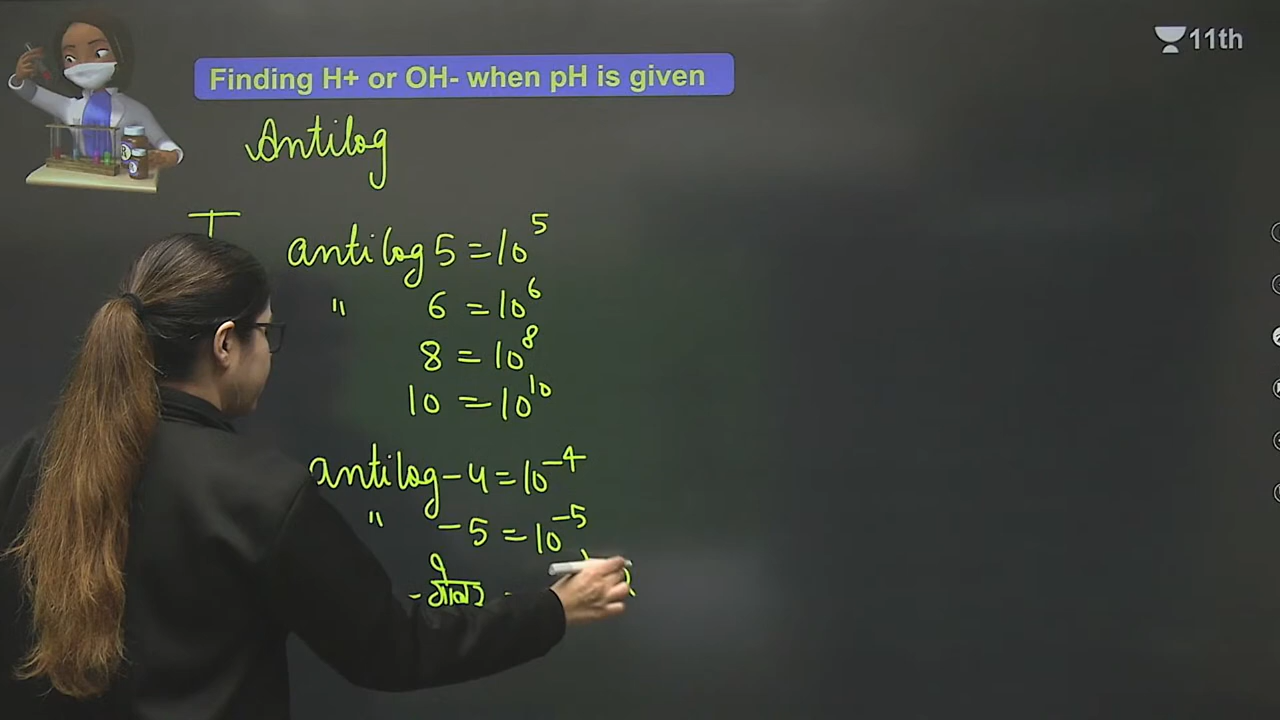 11th
Finding H+ or OH- when pH is given
Antilog
I
antilog 5 = 10^5
" 6 = 10^6
8 = 10^8
10 = 10^10
antilog -4 = 10^-4
" -5 = 10^-5